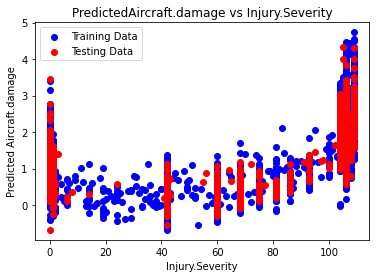 PredictedAircraft.damage vs Injury.Severity
Training Data
Testing Data
Predicted Aircraft.damage
5
4
3
2
1
0
0 20 40 60 80 100
Injury.Severity